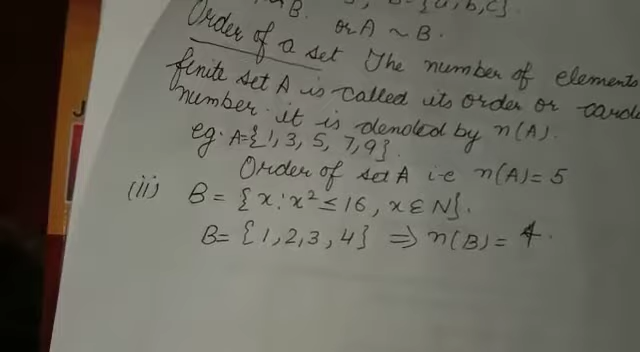 B. B={a,b,c}.
or A ~ B.
Order of a set The number of elements
finite set A is called its order or
number. it is denoted by n(A).
eg. A={1, 3, 5, 7, 9}.
Order of set A i-e n(A)= 5
(ii) B = {x:x²≤16, x∈N}.
B= {1,2,3,4} ⇒ n(B)= 4.